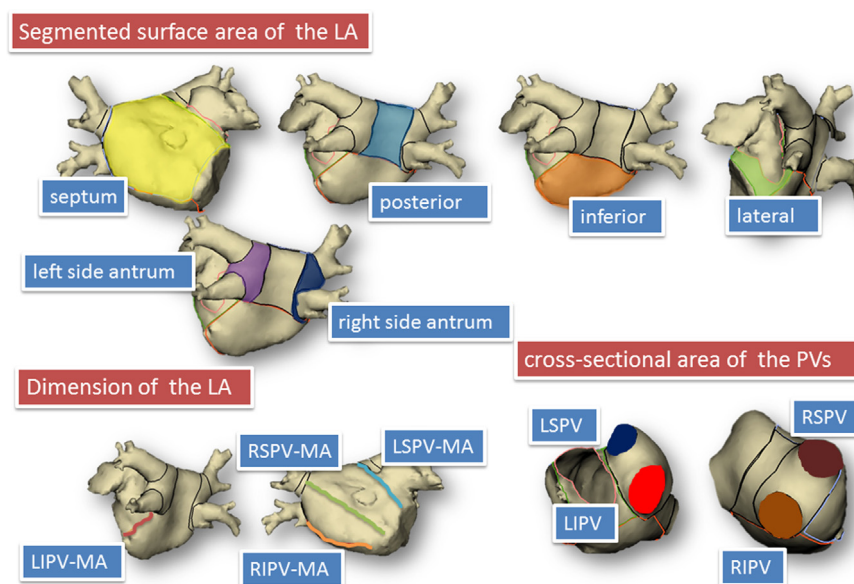 Segmented surface area of the LA
septum
posterior
inferior
lateral
left side antrum
right side antrum
Dimension of the LA
cross-sectional area of the PVs
RSPV-MA
LSPV-MA
LIPV-MA
RIPV-MA
LSPV
RSPV
LIPV
RIPV